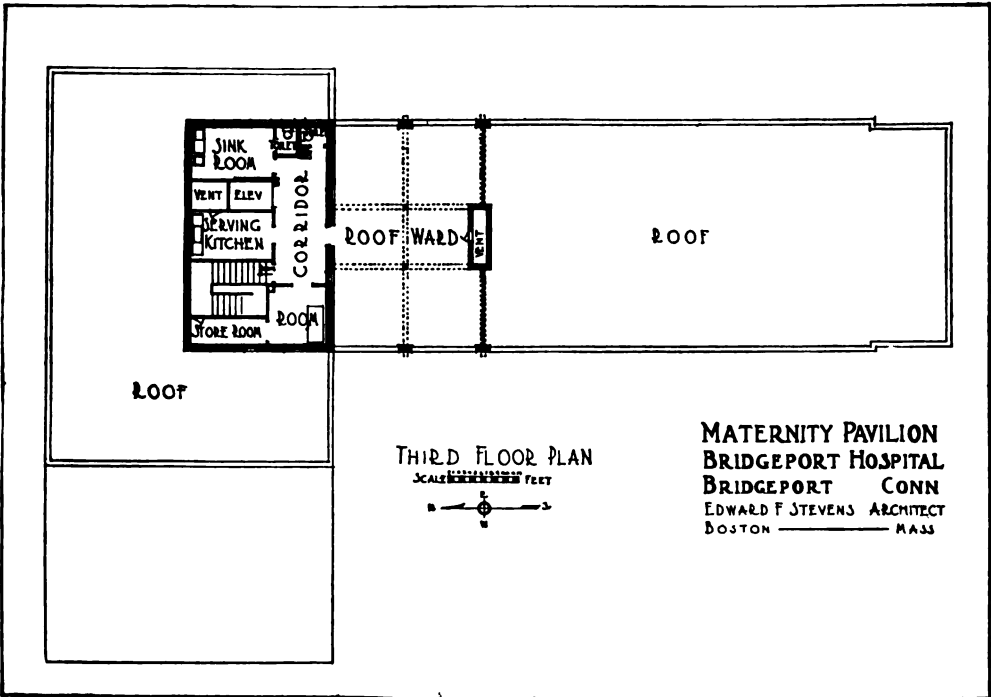 TOILET
SINK
ROOM
VENT
ELEV
SERVING
KITCHEN
CORRIDOR
ROOF WARD
VENT
ROOF
STORE ROOM
ROOM
ROOF
THIRD FLOOR PLAN
SCALE FEET
N S
E
W
MATERNITY PAVILION
BRIDGEPORT HOSPITAL
BRIDGEPORT CONN
EDWARD F STEVENS ARCHITECT
BOSTON MASS